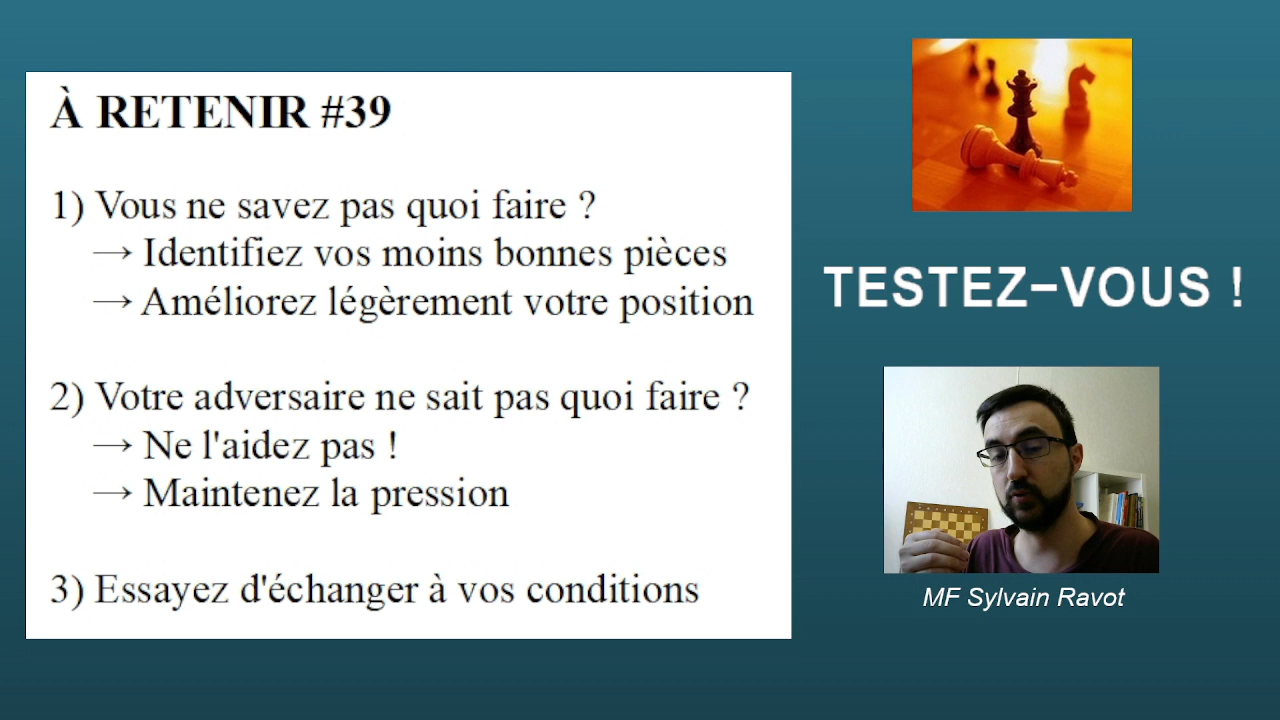 À RETENIR #39
1) Vous ne savez pas quoi faire ?
→ Identifiez vos moins bonnes pièces
→ Améliorez légèrement votre position
2) Votre adversaire ne sait pas quoi faire ?
→ Ne l'aidez pas !
→ Maintenez la pression
3) Essayez d'échanger à vos conditions
TESTEZ-VOUS !
MF Sylvain Ravot